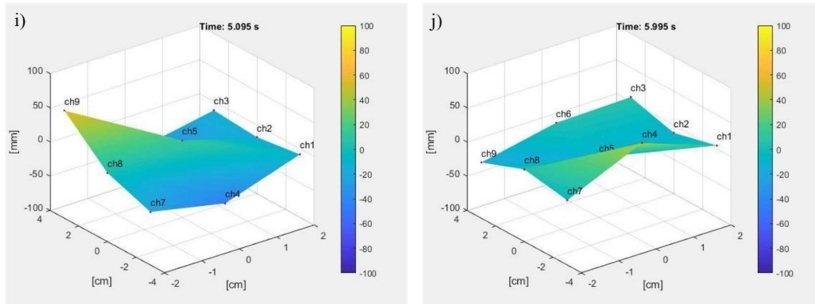 i)
Time: 5.095 s
100
50
0
-50
-100
[mm]
4
2
0
-2
-4
[cm]
-2
-1
0
1
2
[cm]
ch9
ch8
ch7
ch5
ch4
ch3
ch2
ch1
100
80
60
40
20
0
-20
-40
-60
-80
-100
j)
Time: 5.995 s
100
50
0
-50
-100
[mm]
4
2
0
-2
-4
[cm]
-2
-1
0
1
2
[cm]
ch9
ch8
ch7
ch6
ch5
ch4
ch3
ch2
ch1
100
80
60
40
20
0
-20
-40
-60
-80
-100